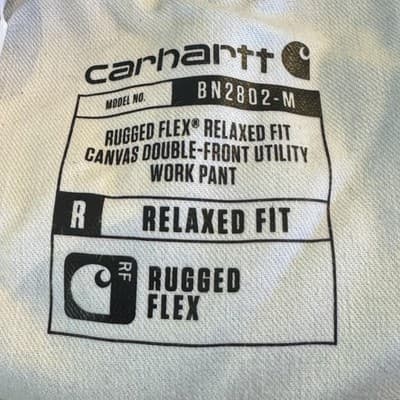 carhartt
MODEL NO. BN2802-M
RUGGED FLEX® RELAXED FIT
CANVAS DOUBLE-FRONT UTILITY
WORK PANT
R RELAXED FIT
RF
RUGGED
FLEX